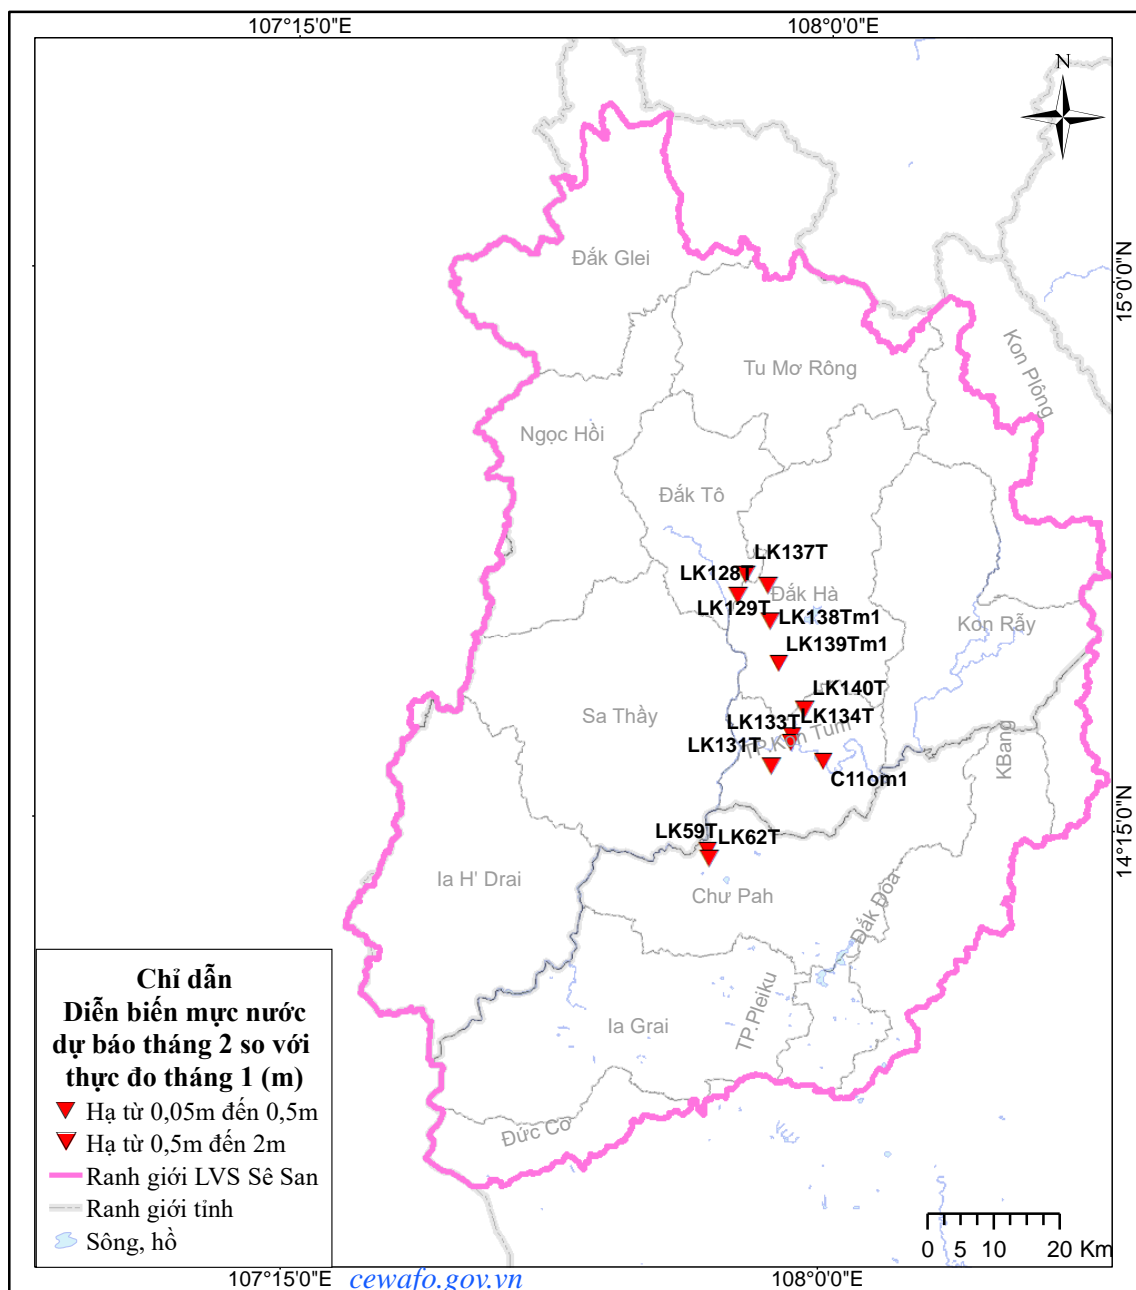 107°15'0"E
108°0'0"E
N
Đắk Glei
15°0'0"N
Kon Plông
Tu Mơ Rông
Ngọc Hồi
Đắk Tô
LK137T
LK128T
Đắk Hà
LK129T
LK138Tm1
Kon Rẫy
LK139Tm1
LK140T
Sa Thầy
LK133T
LK134T
TP.Kon Tum
LK131T
KBang
C11om1
14°15'0"N
LK59T
LK62T
Ia H' Drai
Chư Pah
Đắk Đoa
TP.Pleiku
Ia Grai
Đức Cơ
Chỉ dẫn
Diễn biến mực nước
dự báo tháng 2 so với
thực đo tháng 1 (m)
Hạ từ 0,05m đến 0,5m
Hạ từ 0,5m đến 2m
Ranh giới LVS Sê San
Ranh giới tỉnh
Sông, hồ
0 5 10 20 Km
107°15'0"E
cewafo.gov.vn
108°0'0"E